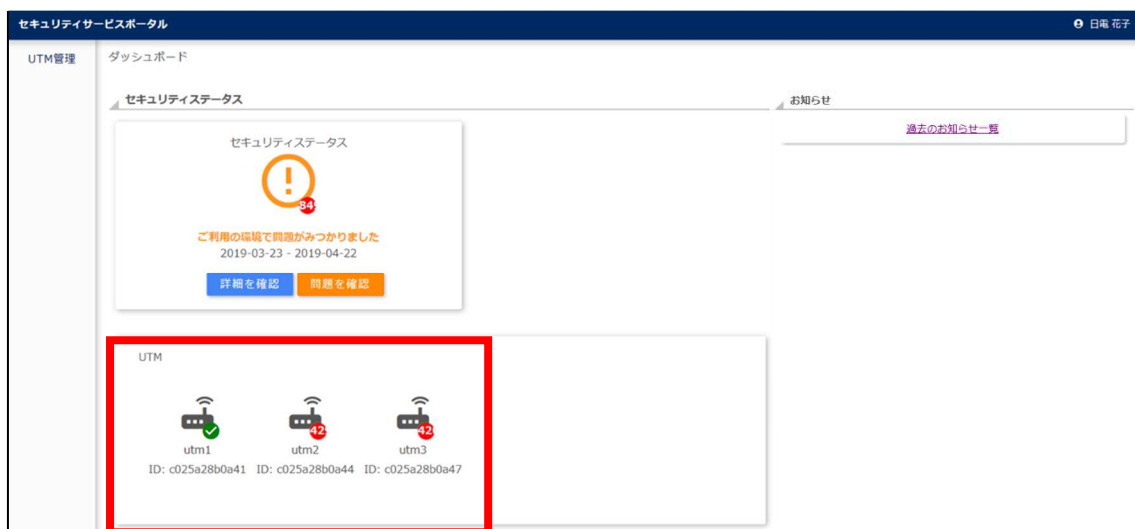 セキュリティサービスポータル
日電 花子
UTM管理
ダッシュボード
セキュリティステータス
お知らせ
過去のお知らせ一覧
セキュリティステータス
84
ご利用の環境で問題がみつかりました
2019-03-23 - 2019-04-22
詳細を確認 問題を確認
UTM
42 42
utm1 utm2 utm3
ID: c025a28b0a41 ID: c025a28b0a44 ID: c025a28b0a47